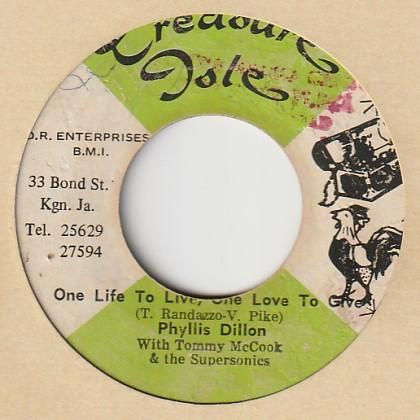 Treasure
Isle
D.R. ENTERPRISES
B.M.I.
33 Bond St.
Kgn. Ja.
Tel. 25629
27594
One Life To Live, One Love To Give
(T. Randazzo-V. Pike)
Phyllis Dillon
With Tommy McCook
& the Supersonics